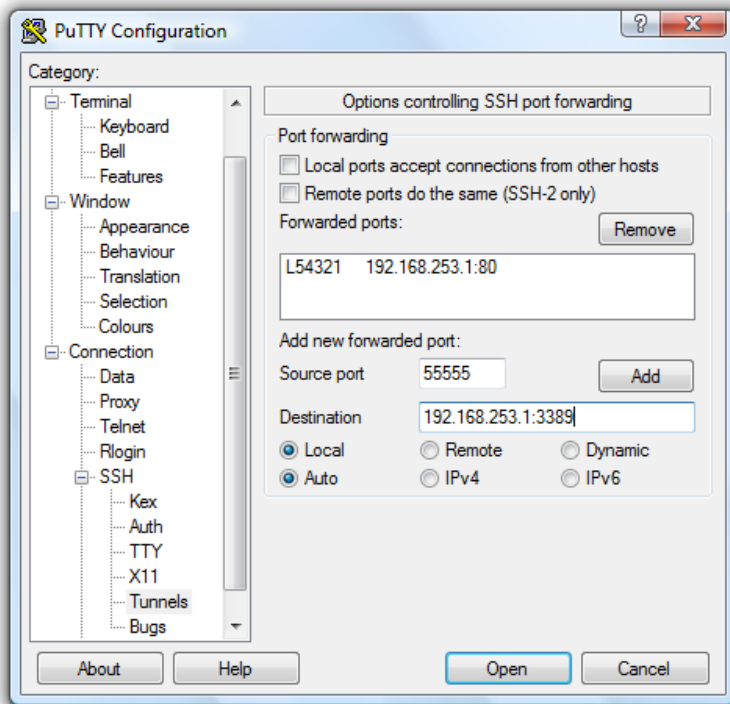 PuTTY Configuration
?
X
Category:
Terminal
Keyboard
Bell
Features
Window
Appearance
Behaviour
Translation
Selection
Colours
Connection
Data
Proxy
Telnet
Rlogin
SSH
Kex
Auth
TTY
X11
Tunnels
Bugs
Options controlling SSH port forwarding
Port forwarding
Local ports accept connections from other hosts
Remote ports do the same (SSH-2 only)
Forwarded ports:
Remove
L54321 192.168.253.1:80
Add new forwarded port:
Source port 55555 Add
Destination 192.168.253.1:3389
Local Remote Dynamic
Auto IPv4 IPv6
About Help Open Cancel